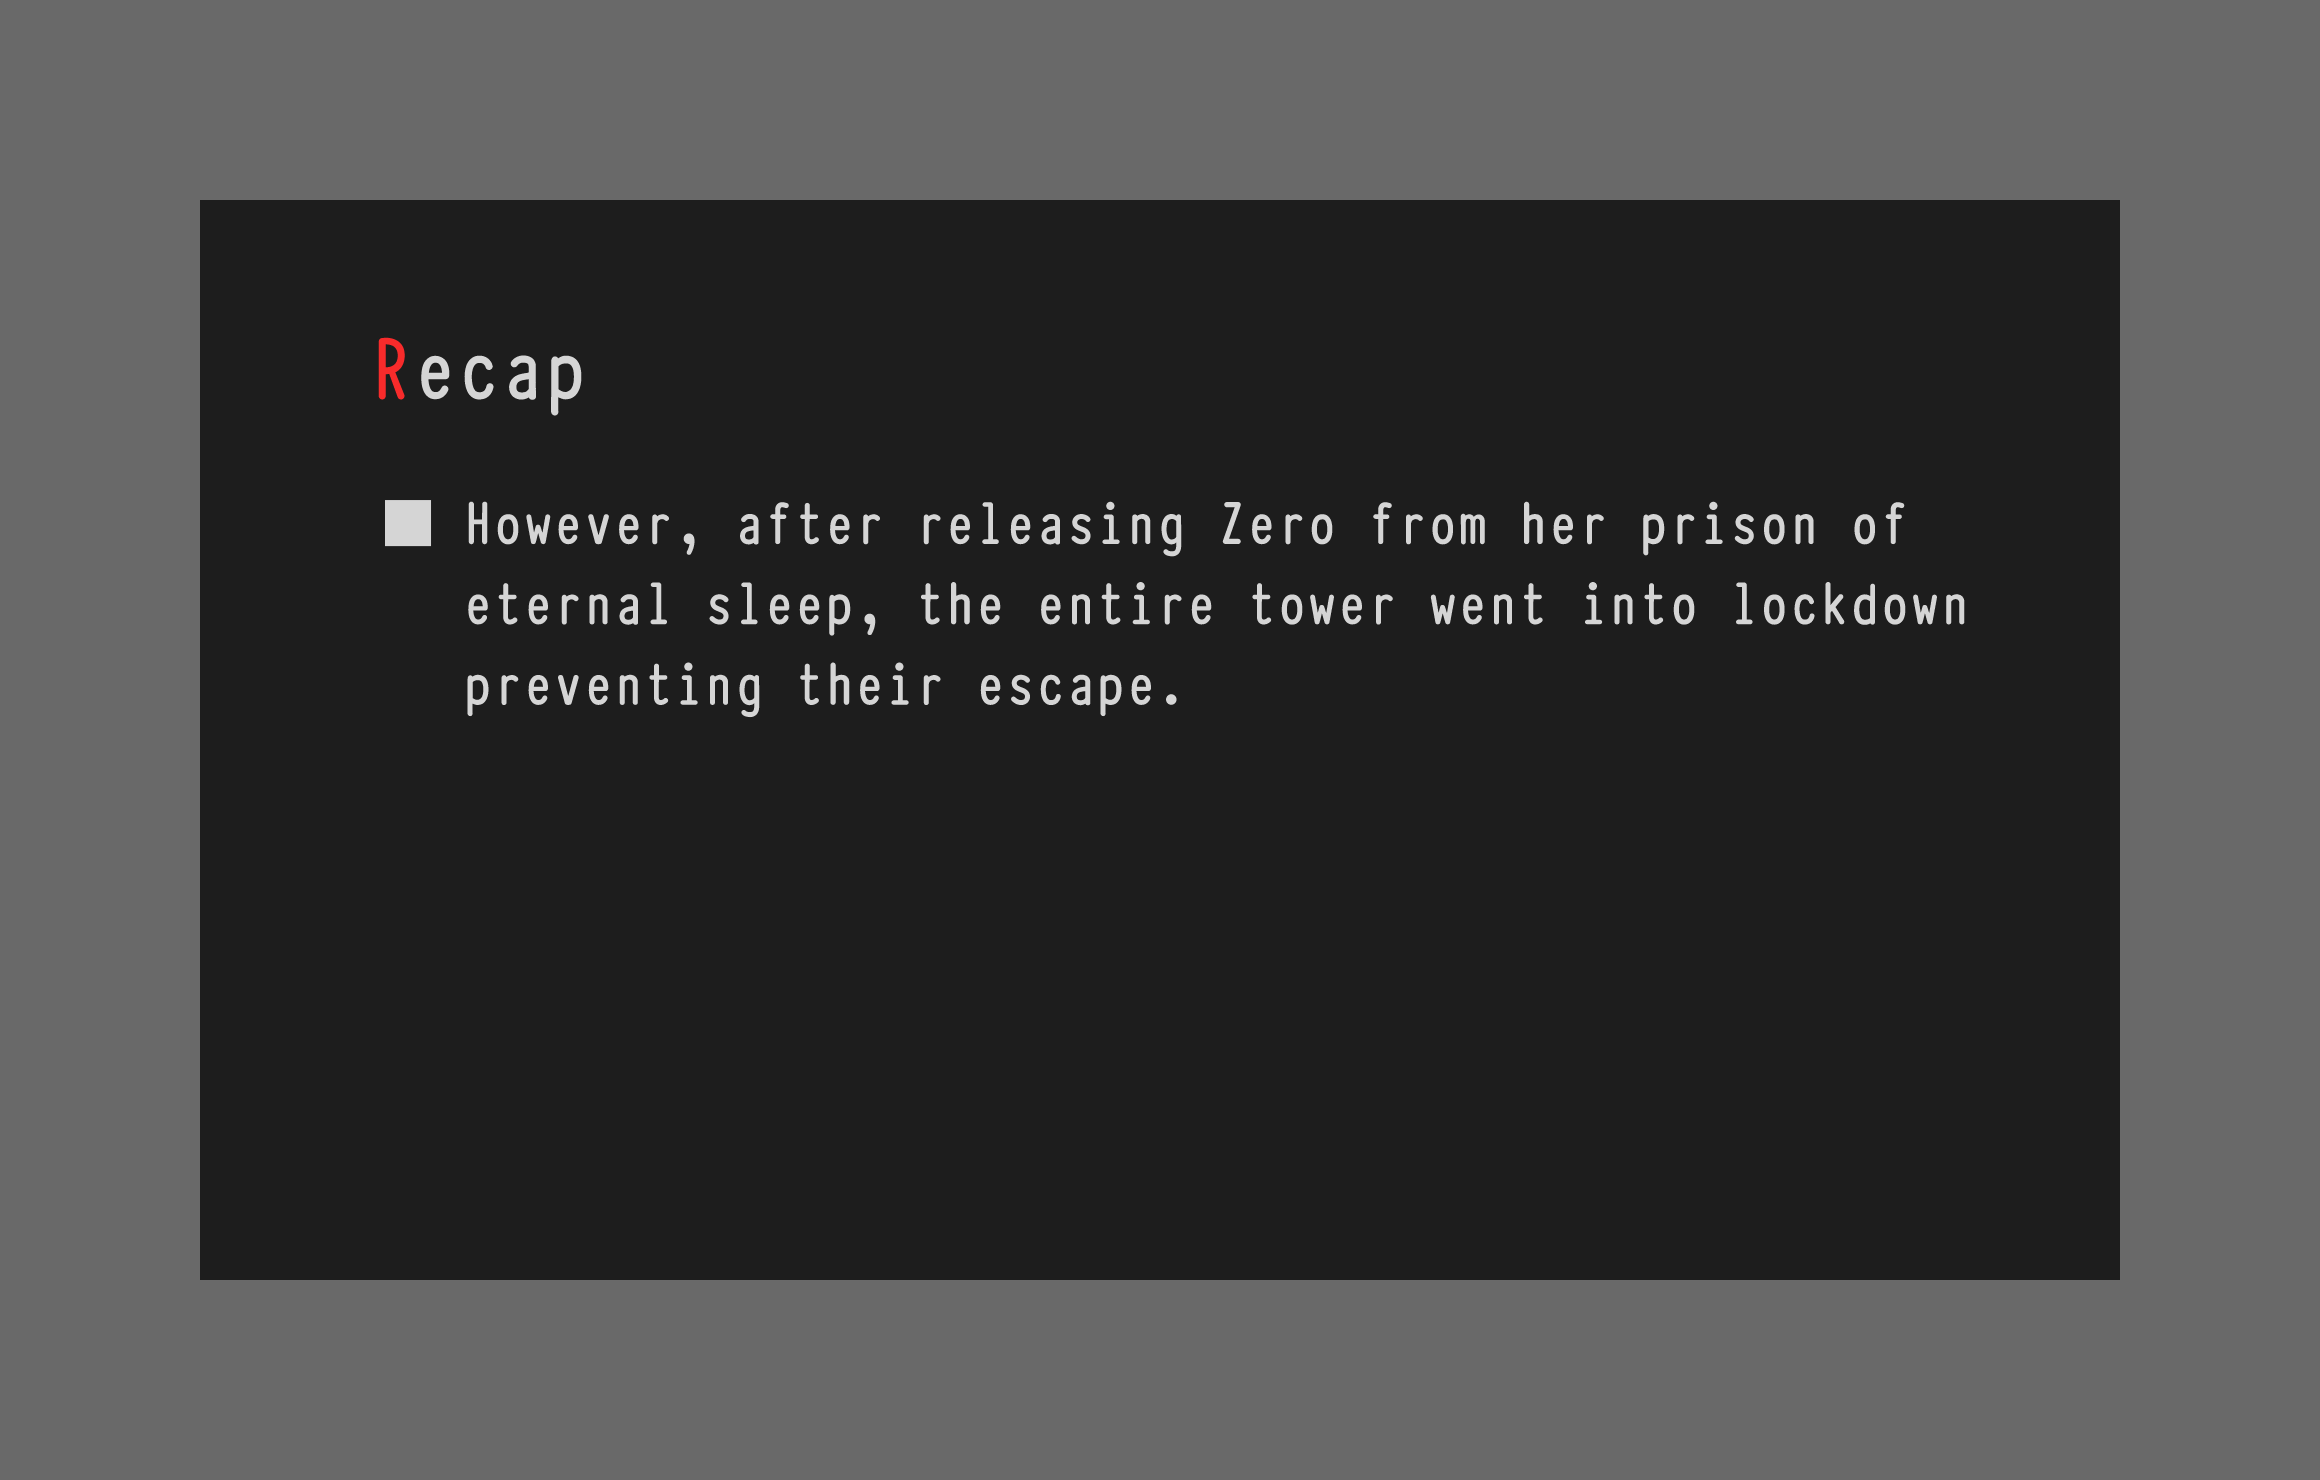 Recap
However, after releasing Zero from her prison of
eternal sleep, the entire tower went into lockdown
preventing their escape.